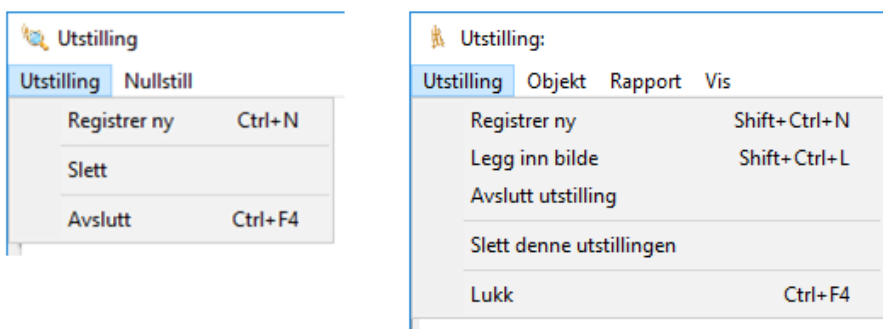 Utstilling
Utstilling Nullstill
Registrer ny Ctrl+N
Slett
Avslutt Ctrl+F4
Utstilling:
Utstilling Objekt Rapport Vis
Registrer ny Shift+Ctrl+N
Legg inn bilde Shift+Ctrl+L
Avslutt utstilling
Slett denne utstillingen
Lukk Ctrl+F4